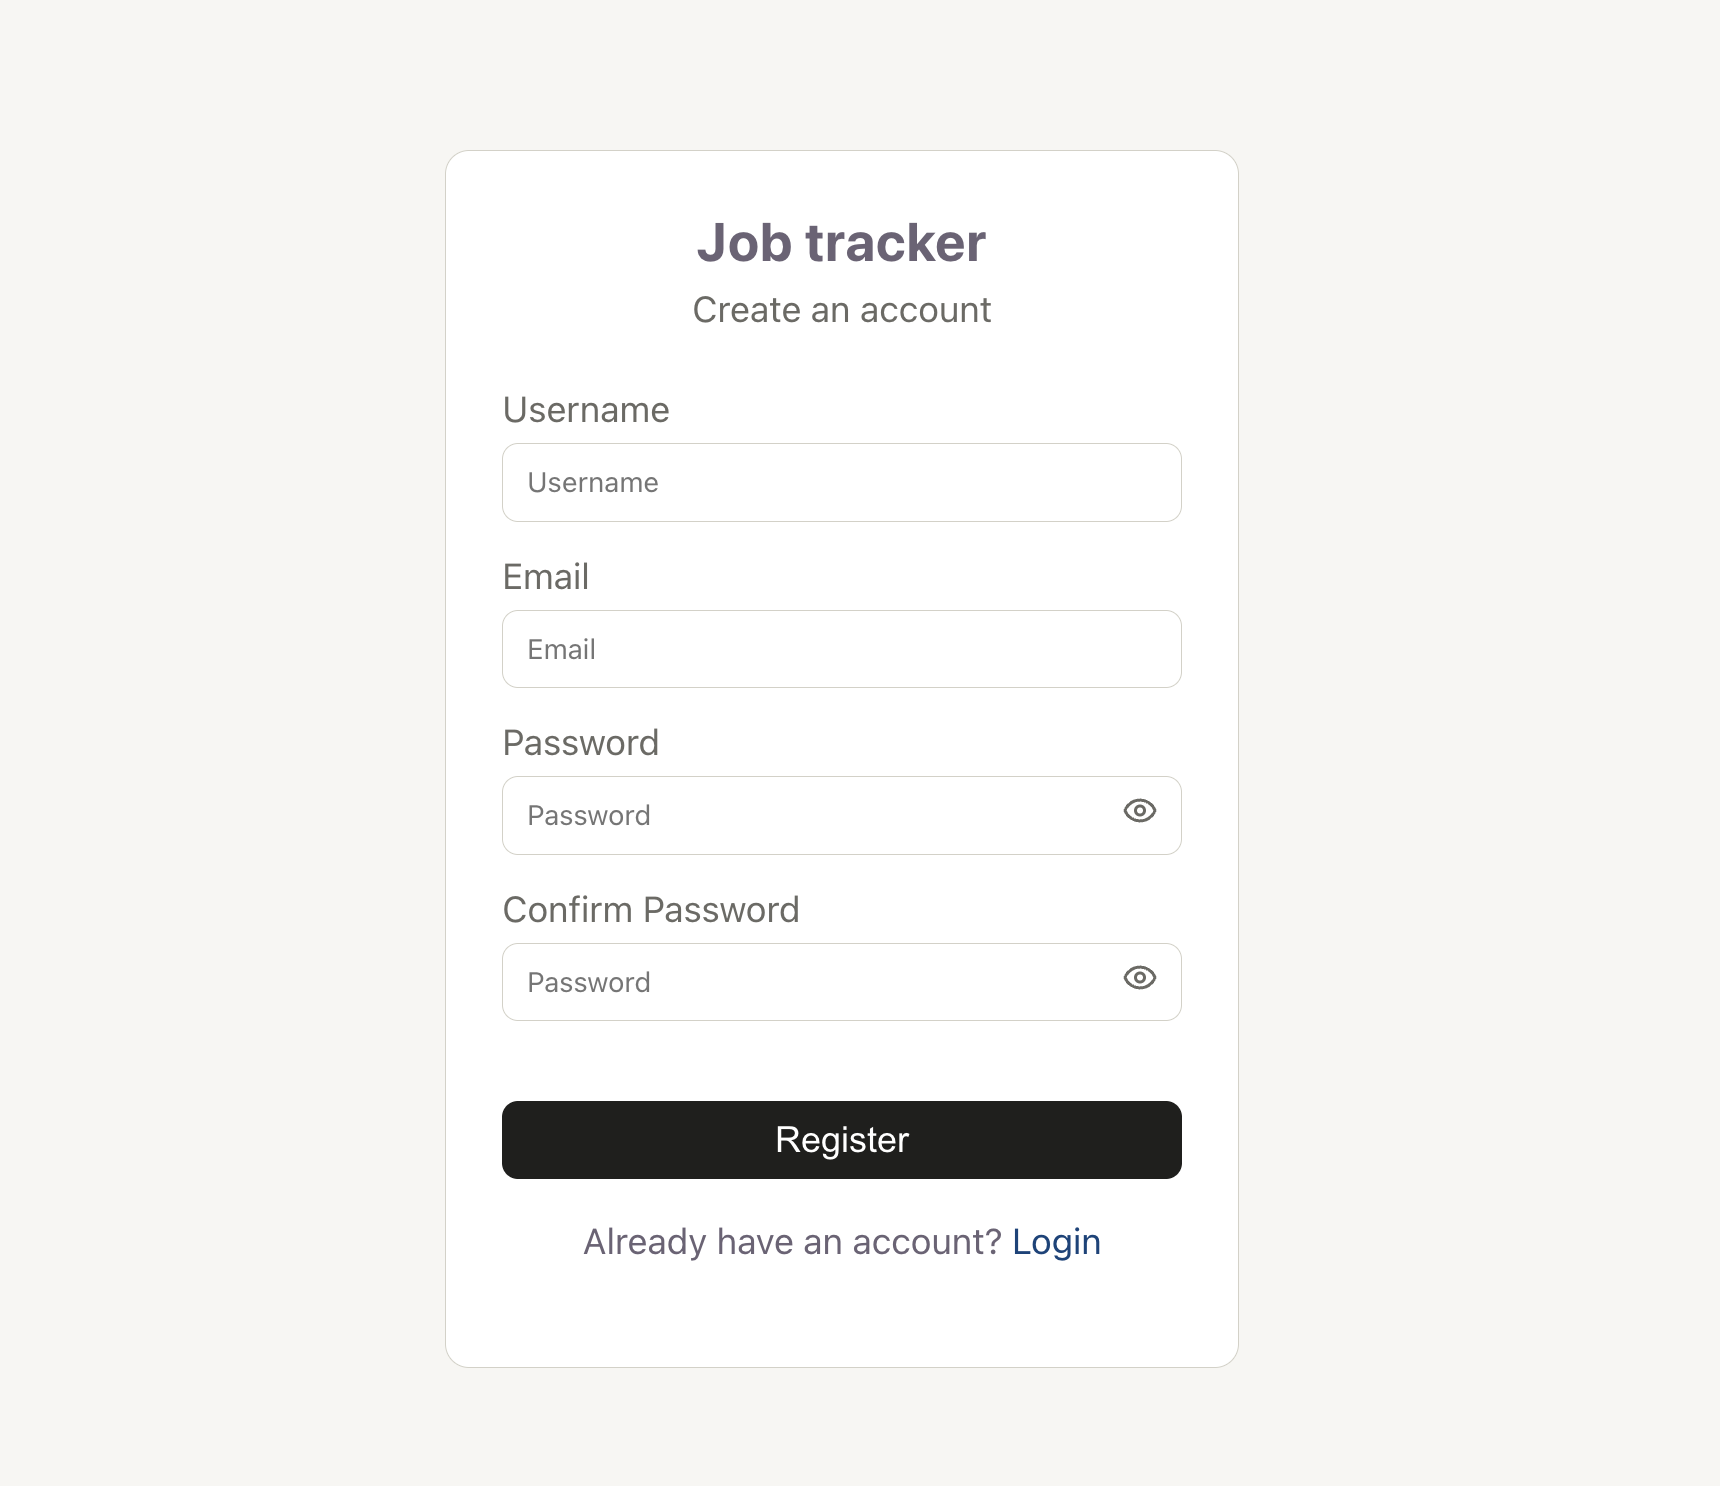 Job tracker
Create an account
Username
Username
Email
Email
Password
Password
Confirm Password
Password
Register
Already have an account? Login